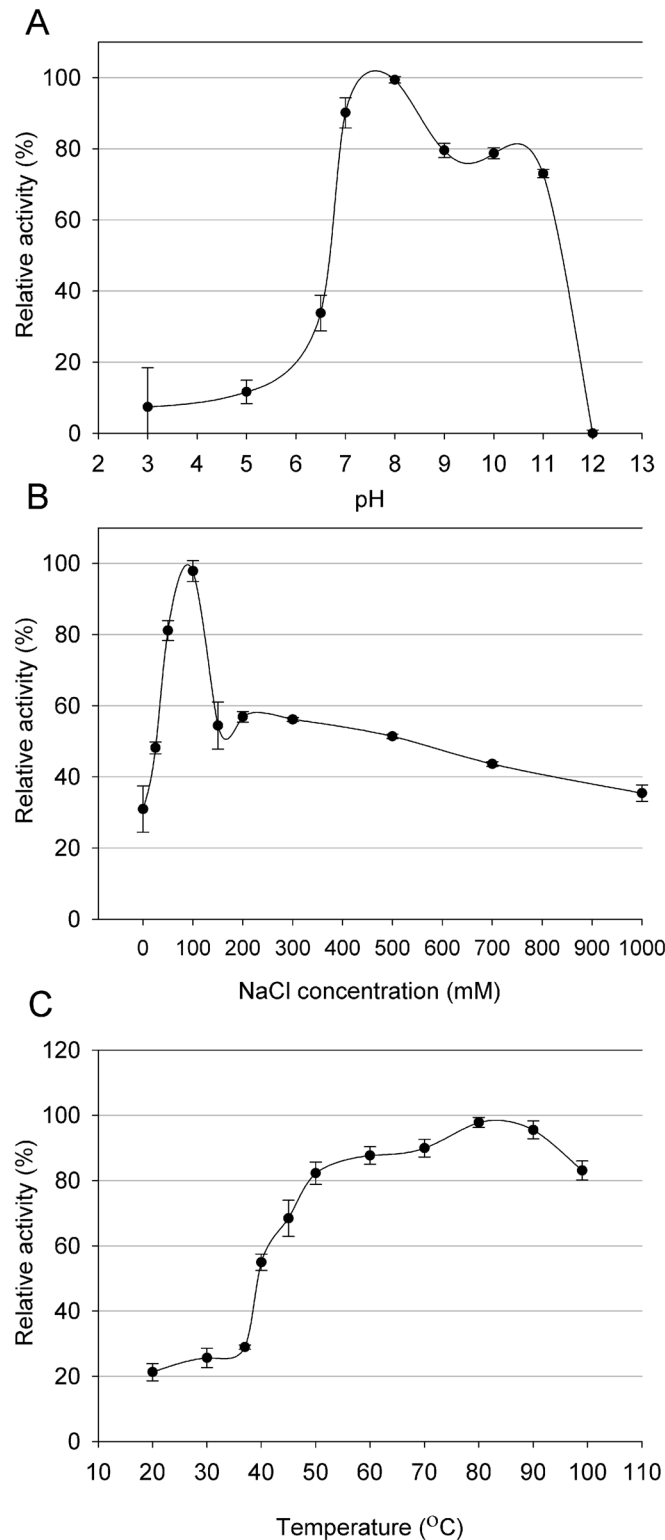 A
Relative activity (%)
100
80
60
40
20
0
2 3 4 5 6 7 8 9 10 11 12 13
pH
B
Relative activity (%)
100
80
60
40
20
0
0 100 200 300 400 500 600 700 800 900 1000
NaCl concentration (mM)
C
Relative activity (%)
120
100
80
60
40
20
0
10 20 30 40 50 60 70 80 90 100 110
Temperature (°C)